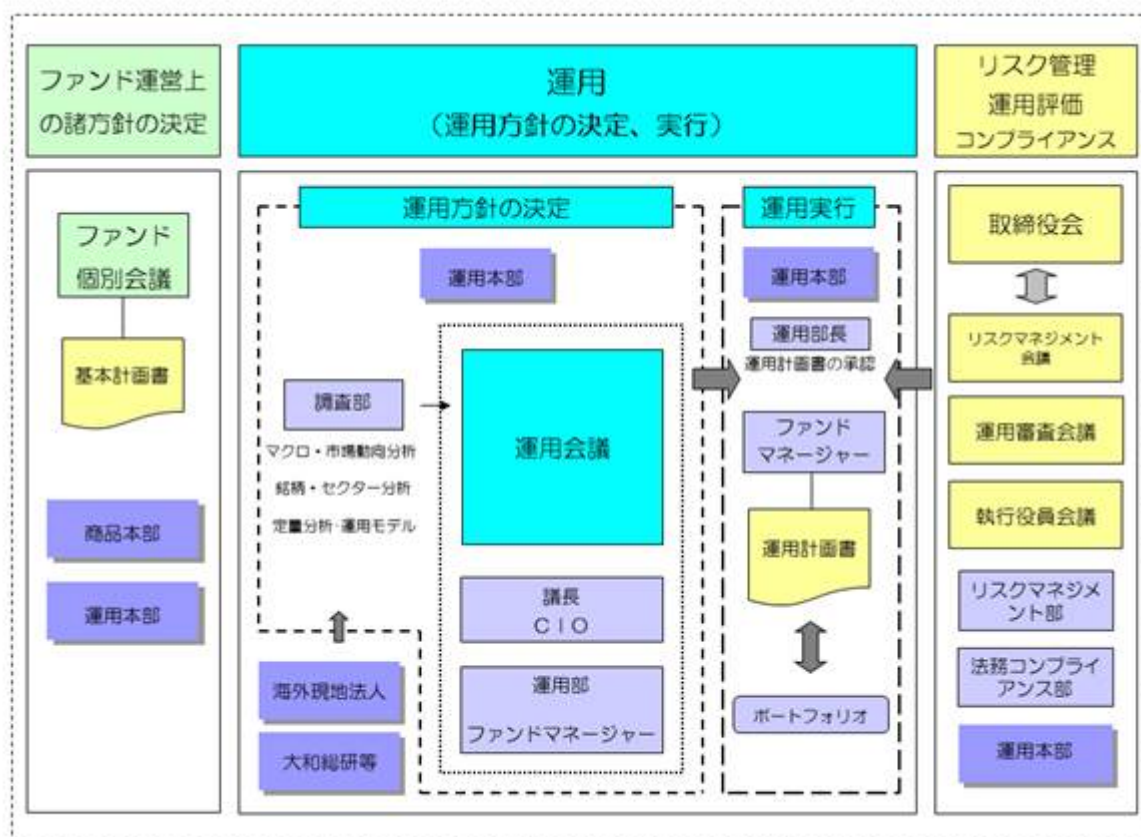 ファンド運営上
の諸方針の決定
ファンド
個別会議
基本計画書
商品本部
運用本部
運用
（運用方針の決定、実行）
運用方針の決定
運用本部
調査部
マクロ・市場動向分析
銘柄・セクター分析
定量分析・運用モデル
運用会議
議長
ＣＩＯ
運用部
ファンドマネージャー
海外現地法人
大和総研等
運用実行
運用本部
運用部長
運用計画書の承認
ファンド
マネージャー
運用計画書
ポートフォリオ
リスク管理
運用評価
コンプライアンス
取締役会
リスクマネジメント
会議
運用審査会議
執行役員会議
リスクマネジメ
ント部
法務コンプライ
アンス部
運用本部